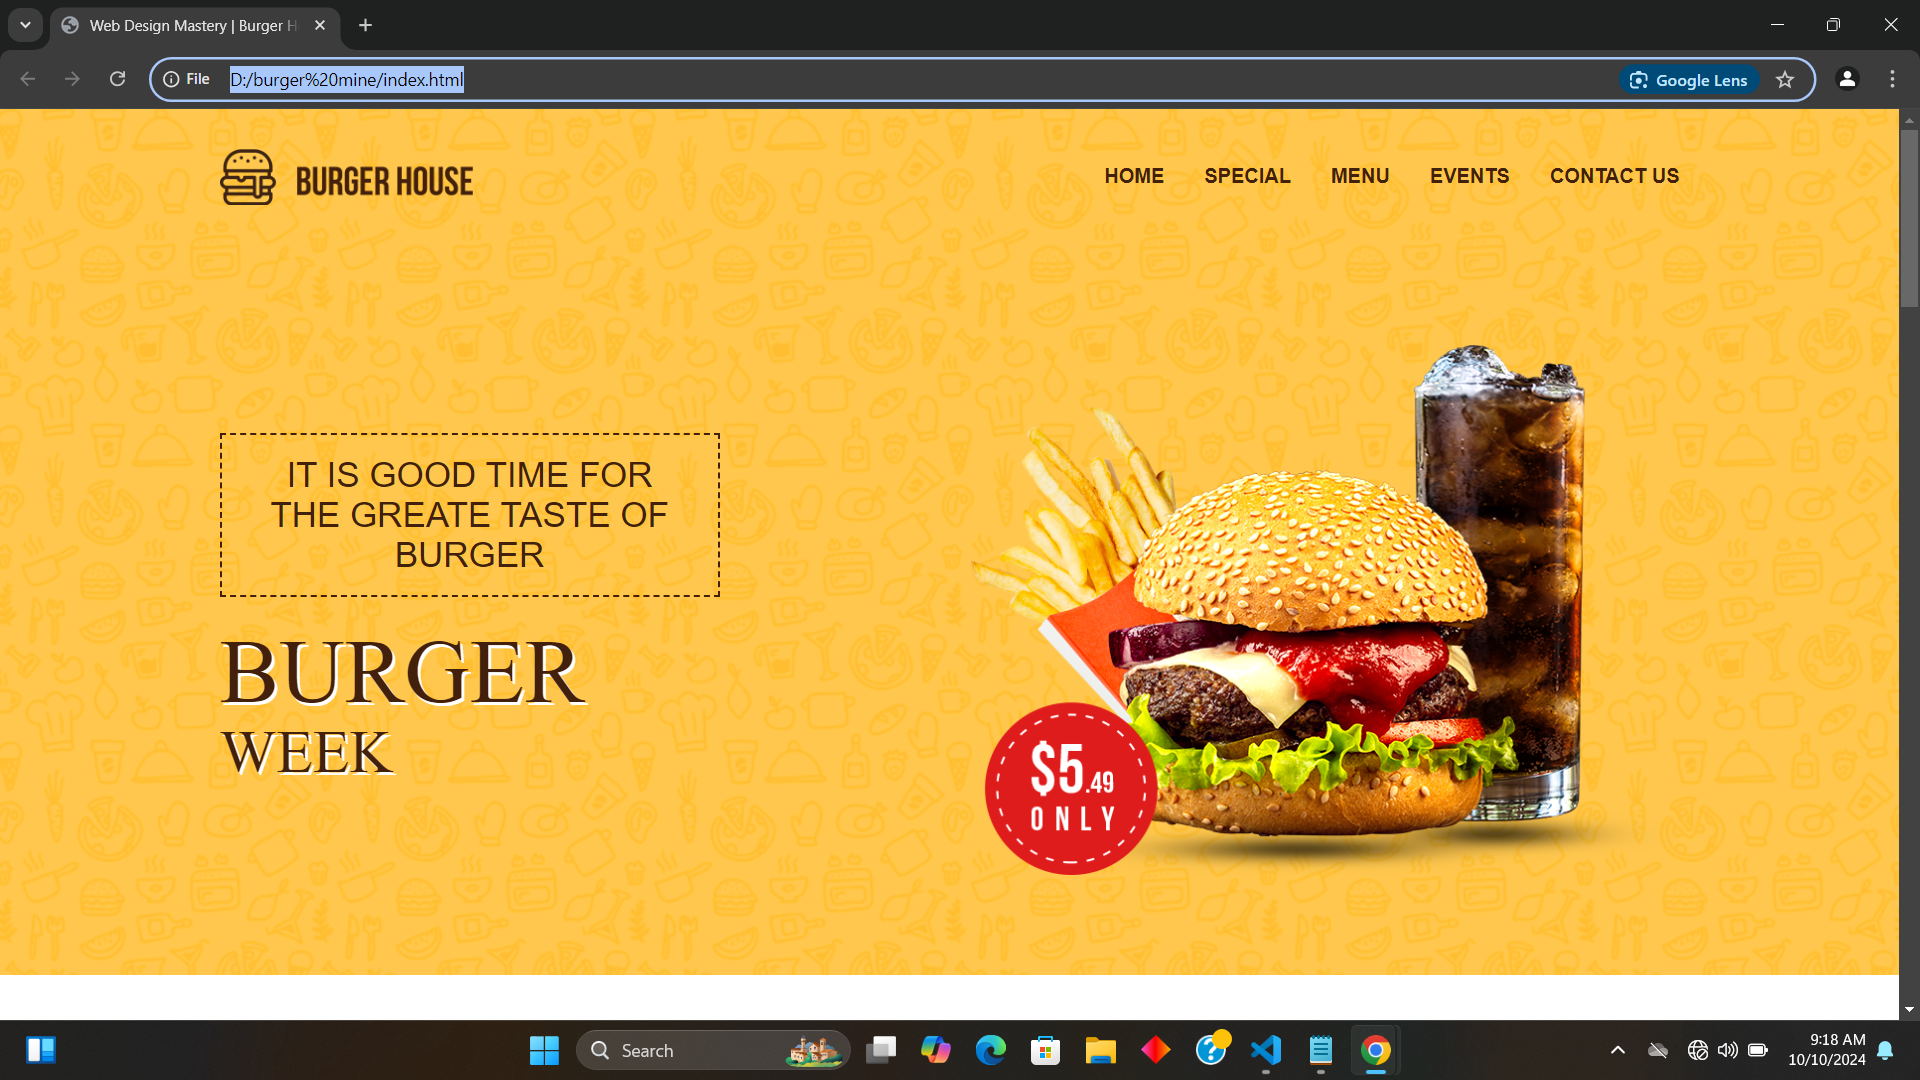 Web Design Mastery | Burger H
File
D:/burger%20mine/index.html
Google Lens
BURGER HOUSE
HOME
SPECIAL
MENU
EVENTS
CONTACT US
IT IS GOOD TIME FOR
THE GREATE TASTE OF
BURGER
BURGER
WEEK
$5.49
ONLY
Search
9:18 AM
10/10/2024